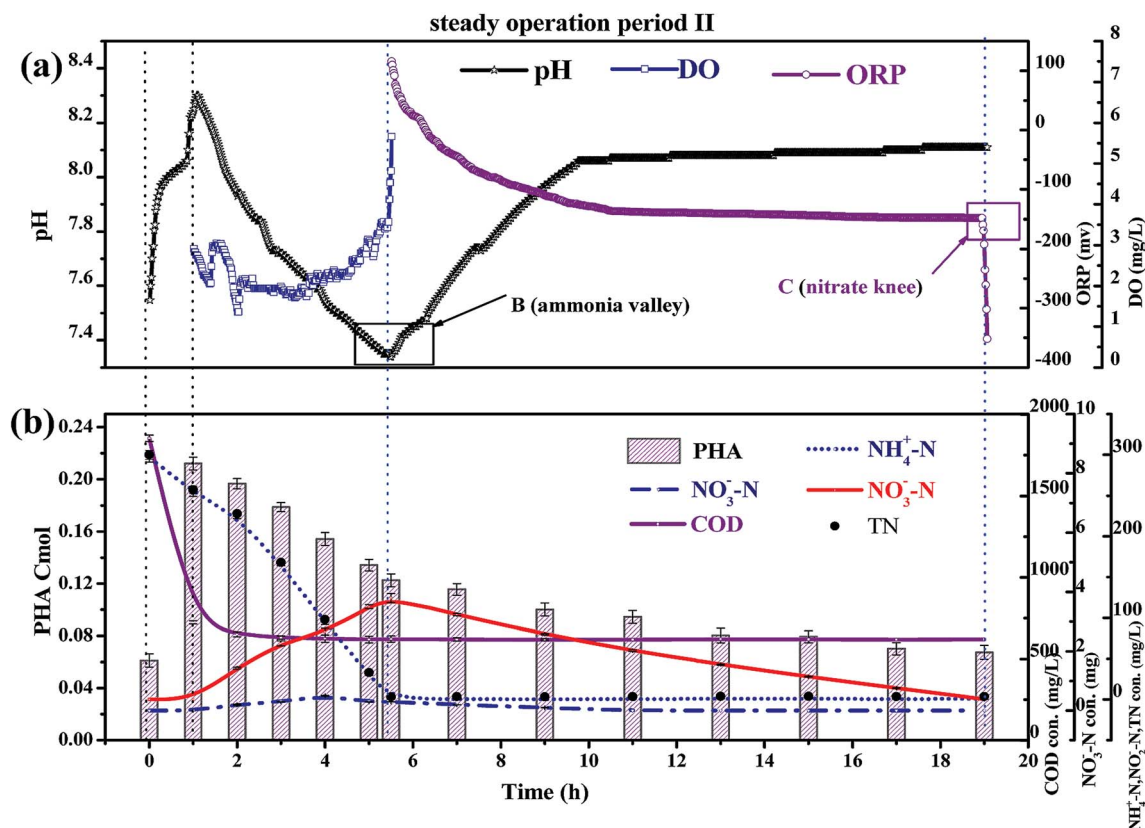 steady operation period II
(a)
pH
DO
ORP
8.4
8.2
8.0
7.8
7.6
7.4
pH
100
0
-100
-200
-300
-400
ORP (mv)
8
7
6
5
4
3
2
1
0
DO (mg/L)
B (ammonia valley)
C (nitrate knee)
(b)
0.24
0.20
0.16
0.12
0.08
0.04
0.00
PHA Cmol
PHA
NH₄⁺-N
NO₃⁻-N
NO₃⁻-N
COD
TN
2000
1500
1000
500
0
COD con. (mg/L)
10
8
6
4
2
0
NO₃⁻-N con. (mg)
300
200
100
0
NH₄⁺-N,NO₂⁻-N,TN con. (mg/L)
0 2 4 6 8 10 12 14 16 18 20
Time (h)